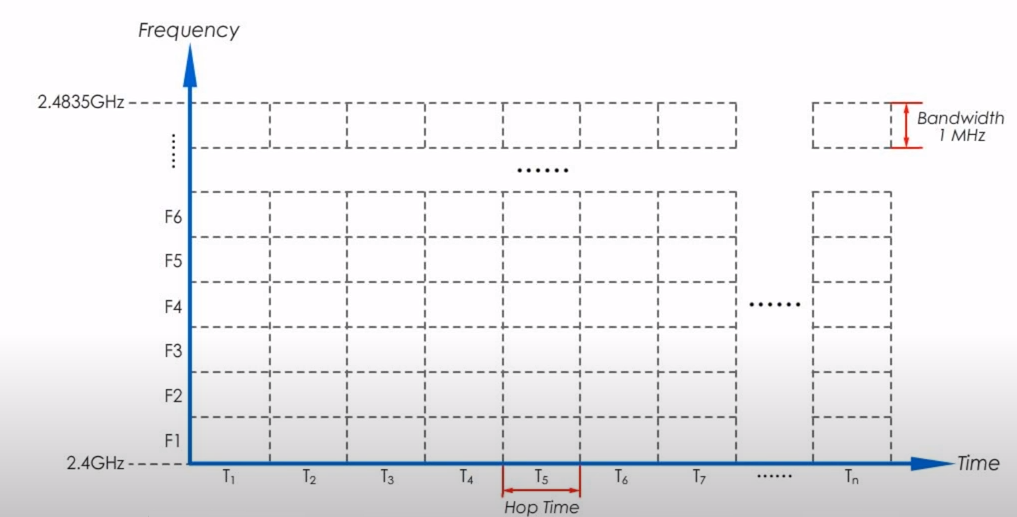 Frequency
2.4835GHz
Bandwidth
1 MHz
......
......
F6
F5
F4
......
F3
F2
F1
2.4GHz
Time
T1 T2 T3 T4 T5 T6 T7 ...... Tn
Hop Time